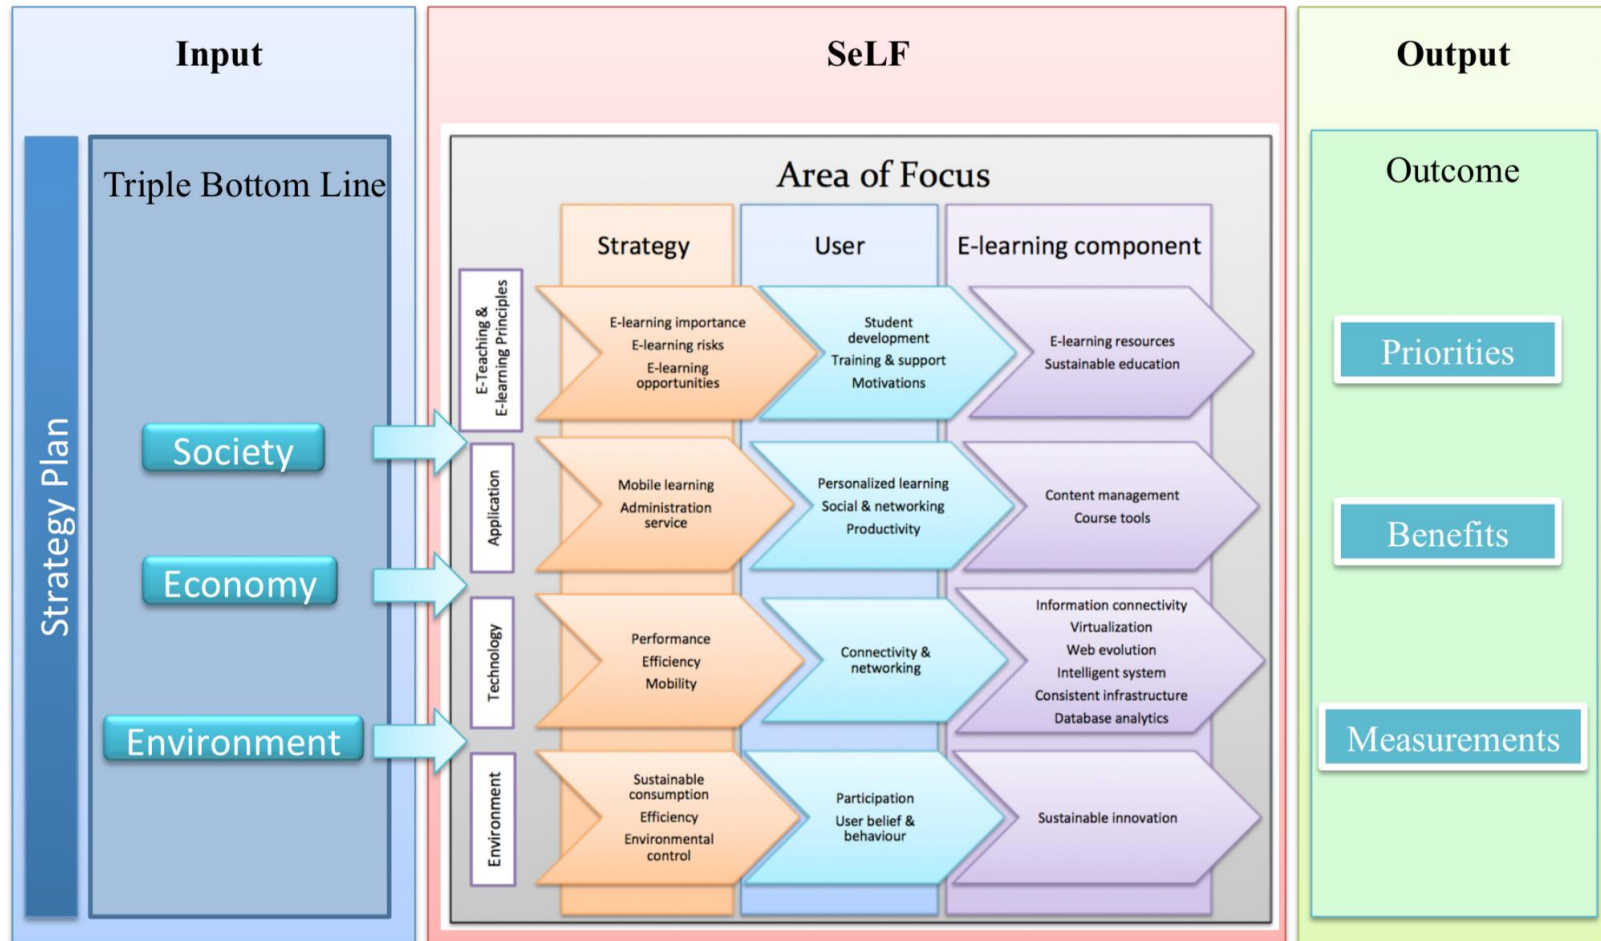 Input
SeLF
Output
Strategy Plan
Triple Bottom Line
Society
Economy
Environment
Area of Focus
Strategy
User
E-learning component
E-Teaching &
E-learning Principles
E-learning importance
E-learning risks
E-learning
opportunities
Student
development
Training & support
Motivations
E-learning resources
Sustainable education
Application
Mobile learning
Administration
service
Personalized learning
Social & networking
Productivity
Content management
Course tools
Technology
Performance
Efficiency
Mobility
Connectivity &
networking
Information connectivity
Virtualization
Web evolution
Intelligent system
Consistent infrastructure
Database analytics
Environment
Sustainable
consumption
Efficiency
Environmental
control
Participation
User belief &
behaviour
Sustainable innovation
Outcome
Priorities
Benefits
Measurements